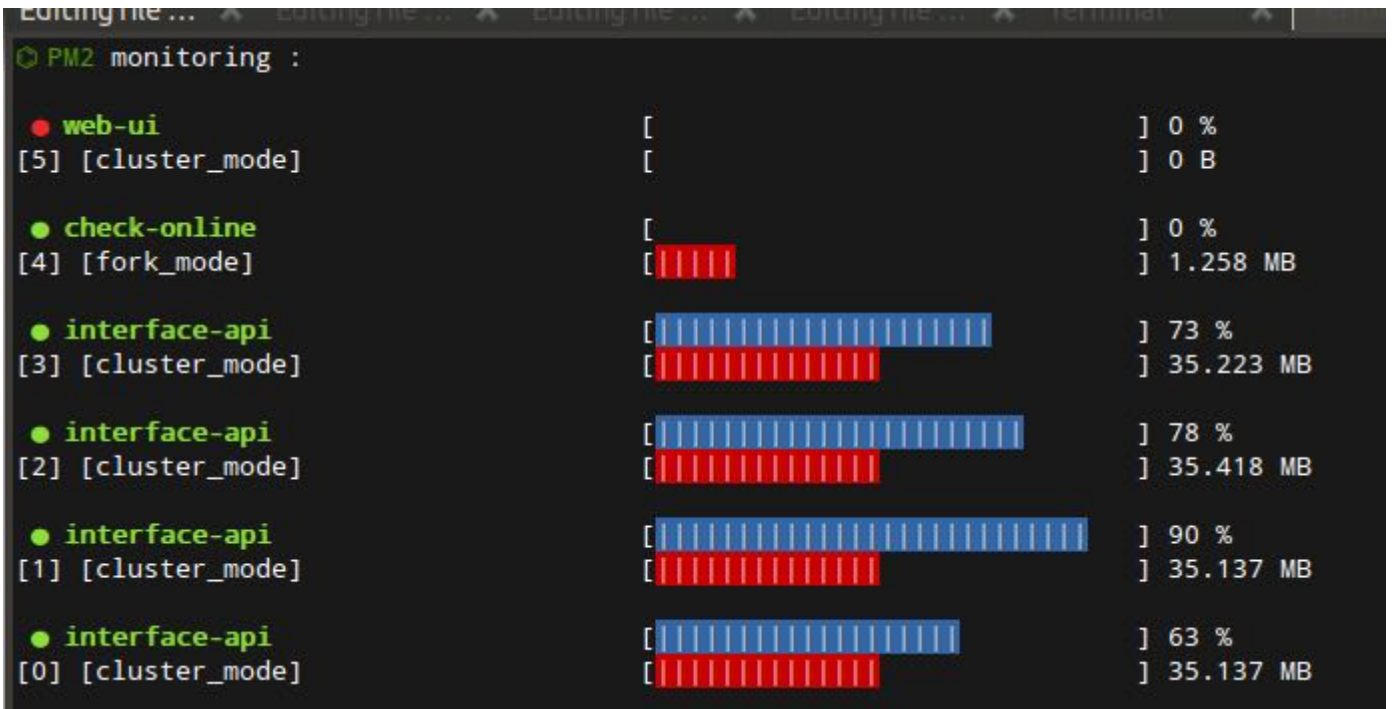 PM2 monitoring :
web-ui [ ] 0 %
[5] [cluster_mode] [ ] 0 B
check-online [ ] 0 %
[4] [fork_mode] [||||| ] 1.258 MB
interface-api [||||||||||||||||||||| ] 73 %
[3] [cluster_mode] [|||||||||||||| ] 35.223 MB
interface-api [||||||||||||||||||||||| ] 78 %
[2] [cluster_mode] [|||||||||||||| ] 35.418 MB
interface-api [||||||||||||||||||||||||||| ] 90 %
[1] [cluster_mode] [|||||||||||||| ] 35.137 MB
interface-api [||||||||||||||||||| ] 63 %
[0] [cluster_mode] [|||||||||||||| ] 35.137 MB